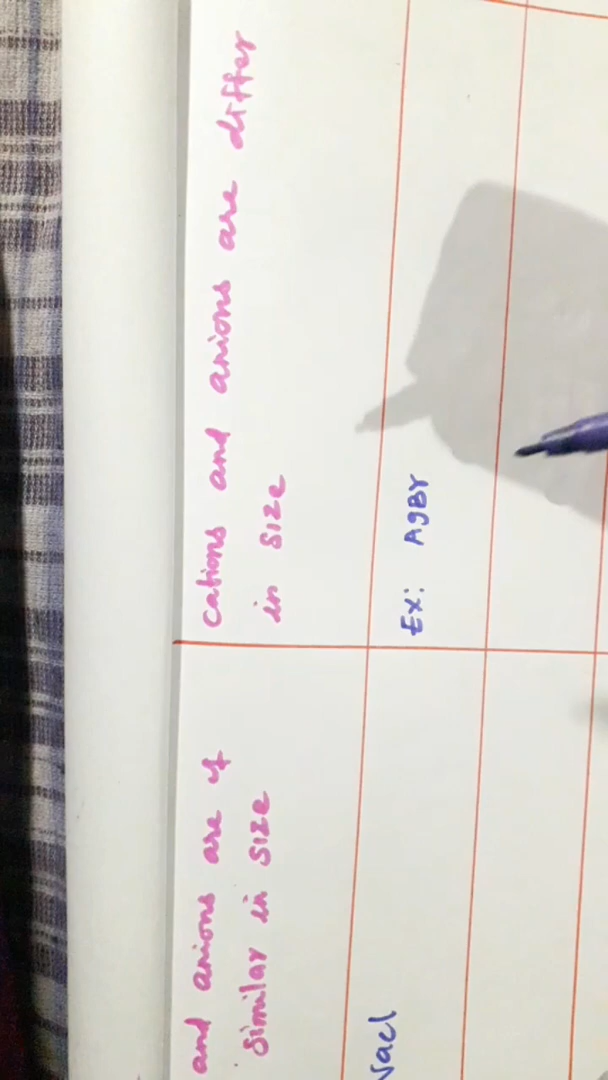 and anions are of
similar in size
Nacl
cations and anions are differ
in size
Ex: AgBr